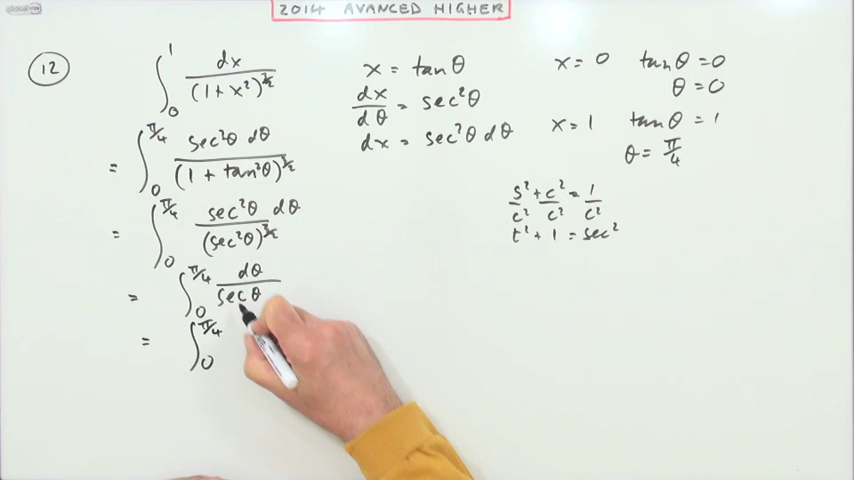 2014 AVANCED HIGHER
12
∫₀¹ dx / (1 + x²)^(3/2)
= ∫₀^(π/4) sec²θ dθ / (1 + tan²θ)^(3/2)
= ∫₀^(π/4) sec²θ dθ / (sec²θ)^(3/2)
= ∫₀^(π/4) dθ / secθ
= ∫₀^(π/4)
x = tanθ
dx/dθ = sec²θ
dx = sec²θ dθ
x = 0 tanθ = 0
θ = 0
x = 1 tanθ = 1
θ = π/4
s²/c² + c²/c² = 1/c²
t² + 1 = sec²